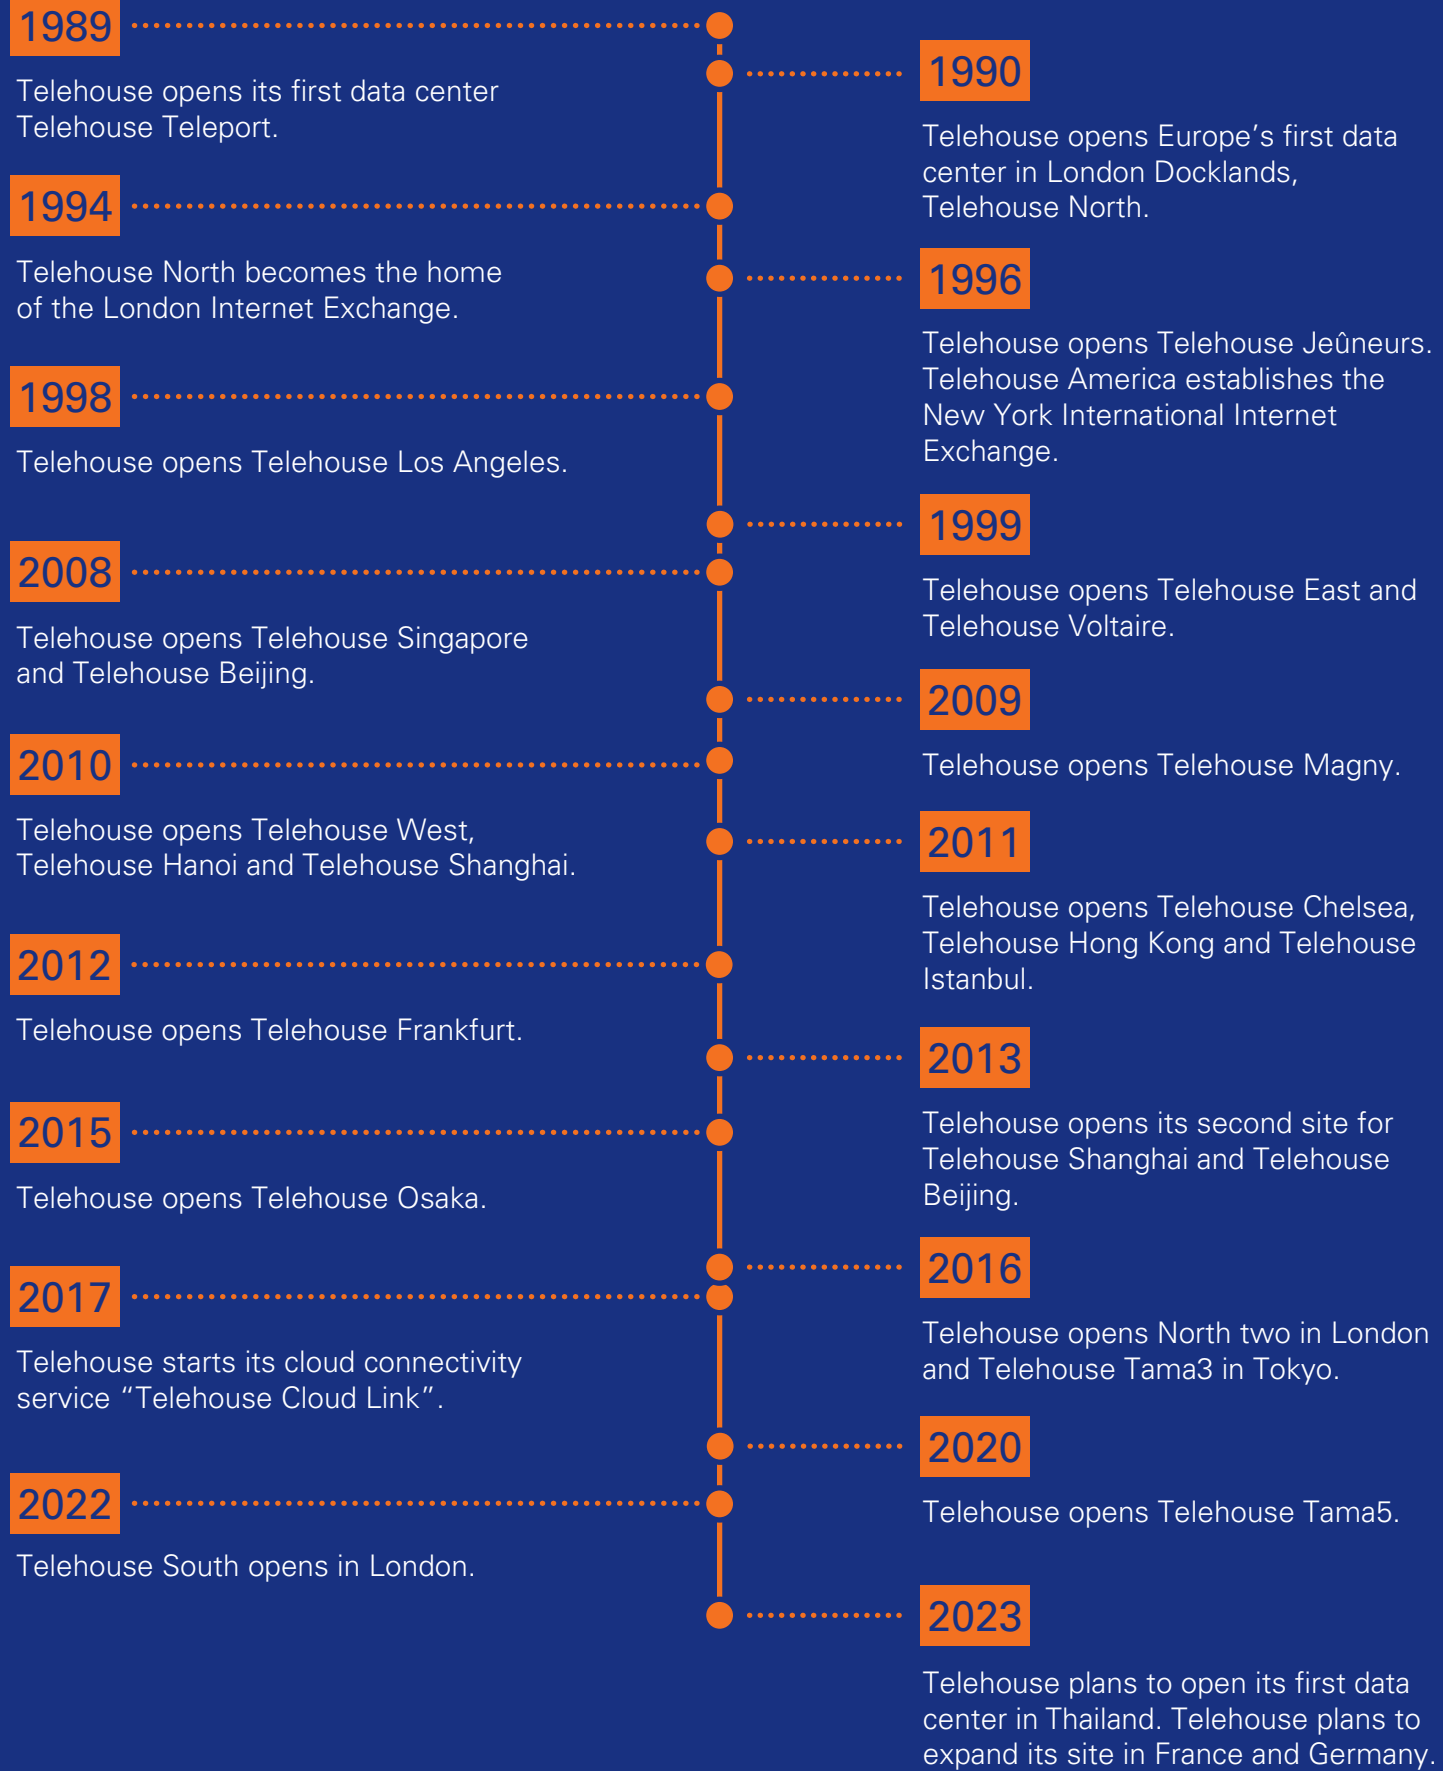 1989
Telehouse opens its first data center
Telehouse Teleport.
1990
Telehouse opens Europe’s first data
center in London Docklands,
Telehouse North.
1994
Telehouse North becomes the home
of the London Internet Exchange.
1996
Telehouse opens Telehouse Jeûneurs.
Telehouse America establishes the
New York International Internet
Exchange.
1998
Telehouse opens Telehouse Los Angeles.
1999
Telehouse opens Telehouse East and
Telehouse Voltaire.
2008
Telehouse opens Telehouse Singapore
and Telehouse Beijing.
2009
Telehouse opens Telehouse Magny.
2010
Telehouse opens Telehouse West,
Telehouse Hanoi and Telehouse Shanghai.
2011
Telehouse opens Telehouse Chelsea,
Telehouse Hong Kong and Telehouse
Istanbul.
2012
Telehouse opens Telehouse Frankfurt.
2013
Telehouse opens its second site for
Telehouse Shanghai and Telehouse
Beijing.
2015
Telehouse opens Telehouse Osaka.
2016
Telehouse opens North two in London
and Telehouse Tama3 in Tokyo.
2017
Telehouse starts its cloud connectivity
service “Telehouse Cloud Link”.
2020
Telehouse opens Telehouse Tama5.
2022
Telehouse South opens in London.
2023
Telehouse plans to open its first data
center in Thailand. Telehouse plans to
expand its site in France and Germany.